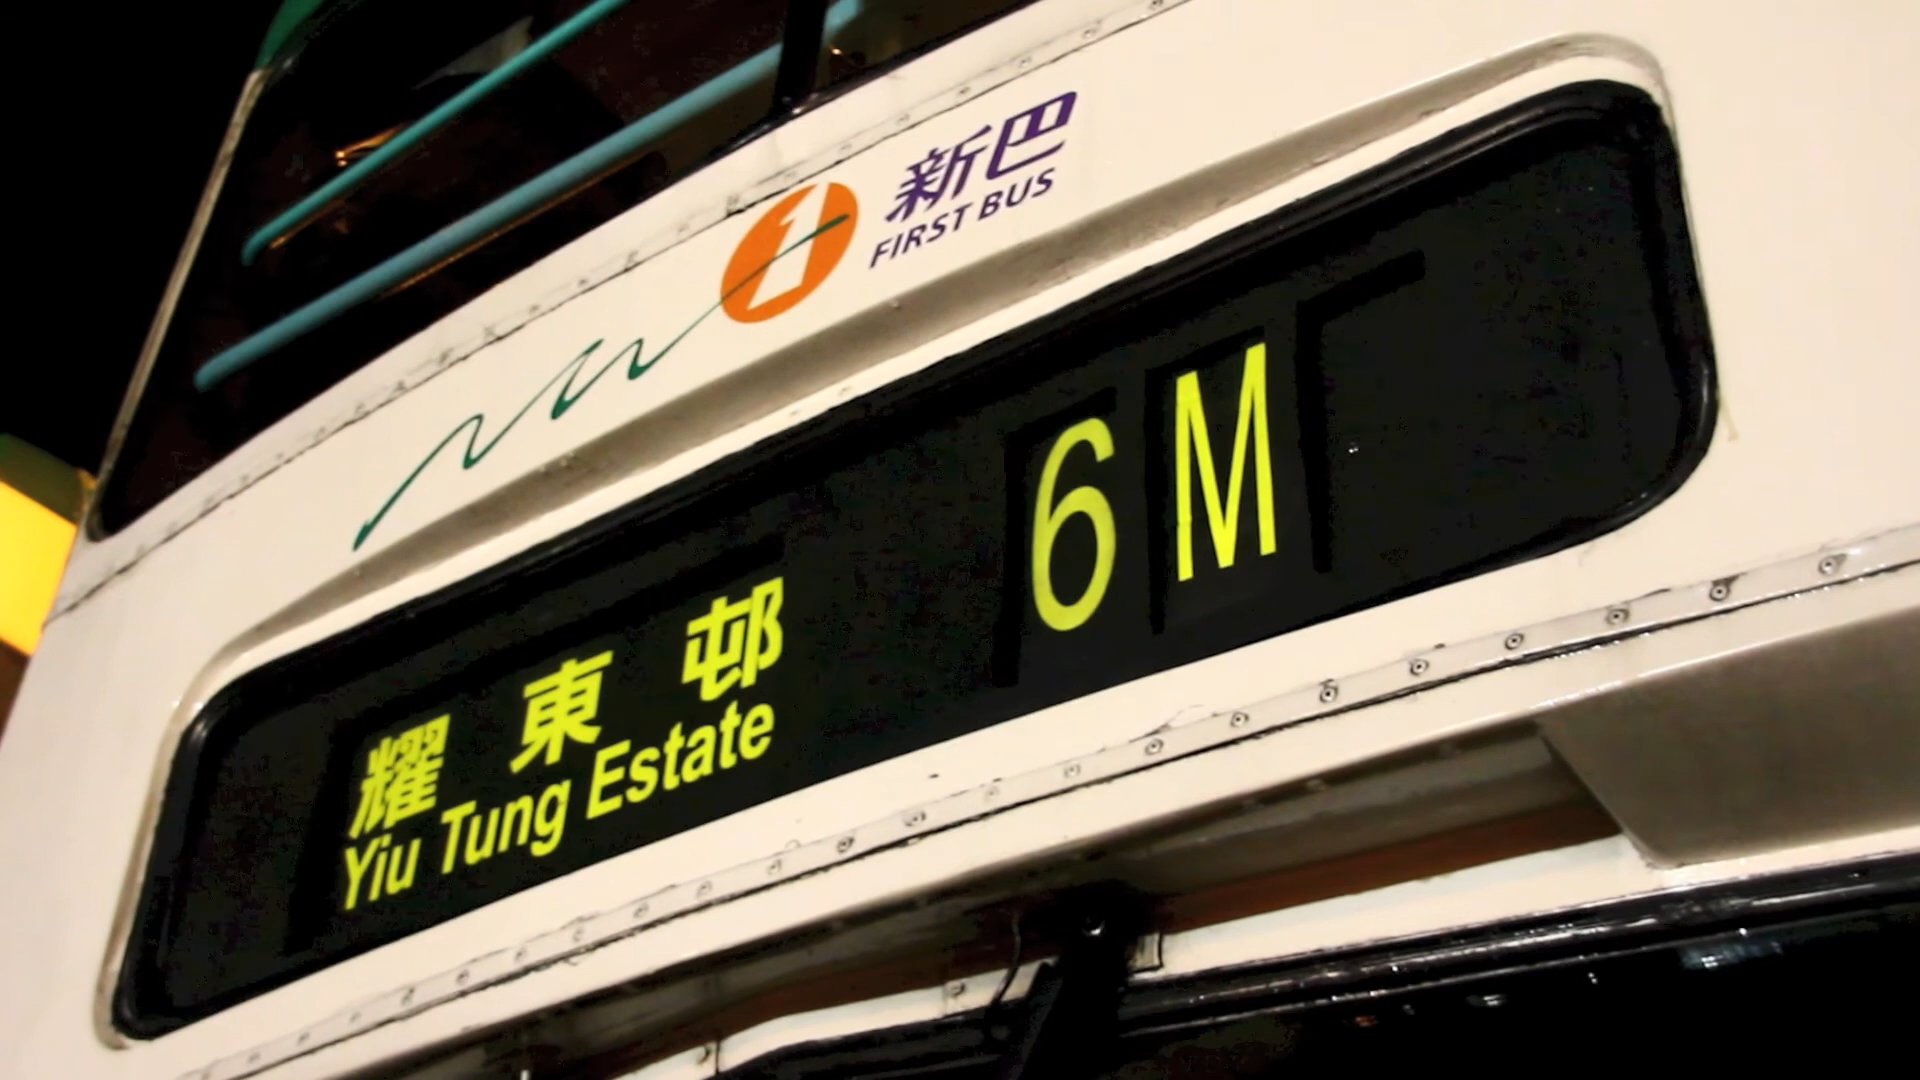 新巴
FIRST BUS
6M
耀東邨
Yiu Tung Estate